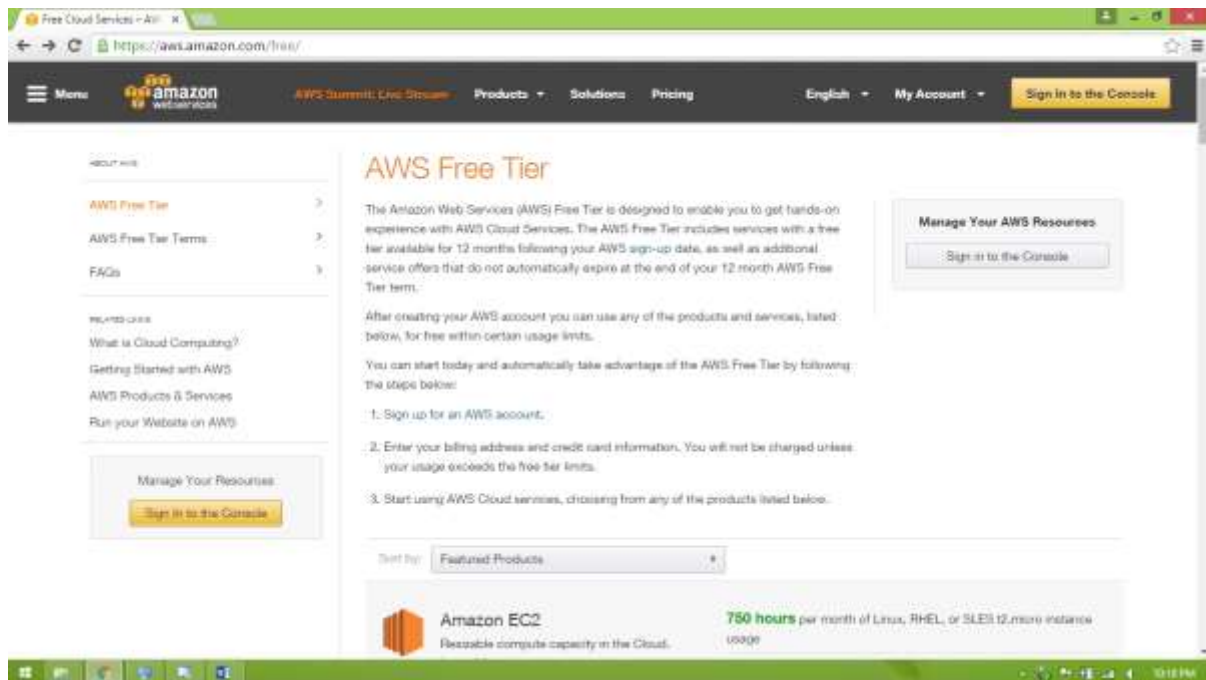 Free Cloud Services – AW
https://aws.amazon.com/free/
Menu
amazon
webservices
AWS Summit: Live Stream
Products
Solutions
Pricing
English
My Account
Sign in to the Console
ABOUT AWS
AWS Free Tier
AWS Free Tier Terms
FAQs
RELATED LINKS
What is Cloud Computing?
Getting Started with AWS
AWS Products & Services
Run your Website on AWS
Manage Your Resources
Sign in to the Console
AWS Free Tier
The Amazon Web Services (AWS) Free Tier is designed to enable you to get hands-on
experience with AWS Cloud Services. The AWS Free Tier includes services with a free
tier available for 12 months following your AWS sign-up date, as well as additional
service offers that do not automatically expire at the end of your 12 month AWS Free
Tier term.
After creating your AWS account you can use any of the products and services, listed
below, for free within certain usage limits.
You can start today and automatically take advantage of the AWS Free Tier by following
the steps below:
1. Sign up for an AWS account.
2. Enter your billing address and credit card information. You will not be charged unless
your usage exceeds the free tier limits.
3. Start using AWS Cloud services, choosing from any of the products listed below.
Sort by:
Featured Products
Amazon EC2
Resizable compute capacity in the Cloud.
750 hours per month of Linux, RHEL, or SLES t2.micro instance
usage
Manage Your AWS Resources
Sign in to the Console
10:18 PM